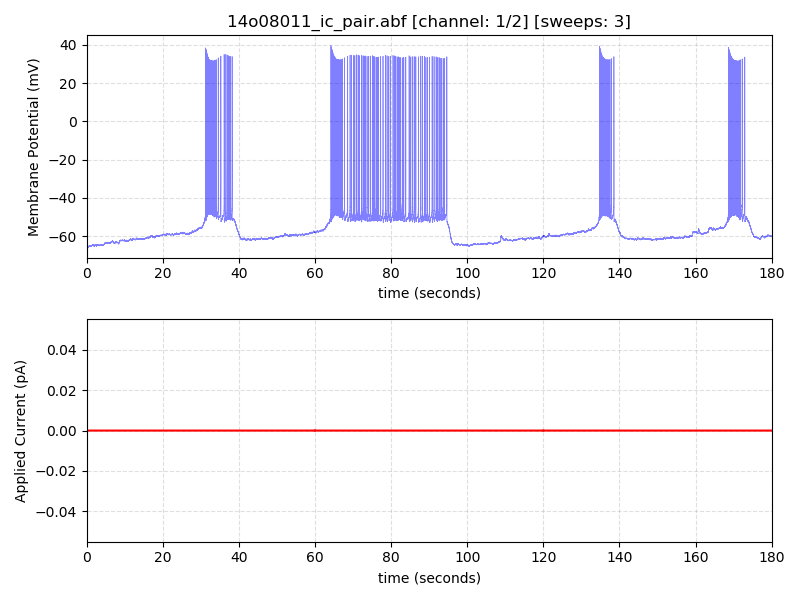 14o08011_ic_pair.abf [channel: 1/2] [sweeps: 3]
Membrane Potential (mV)
40
20
0
−20
−40
−60
0 20 40 60 80 100 120 140 160 180
time (seconds)
Applied Current (pA)
0.04
0.02
0.00
−0.02
−0.04
0 20 40 60 80 100 120 140 160 180
time (seconds)